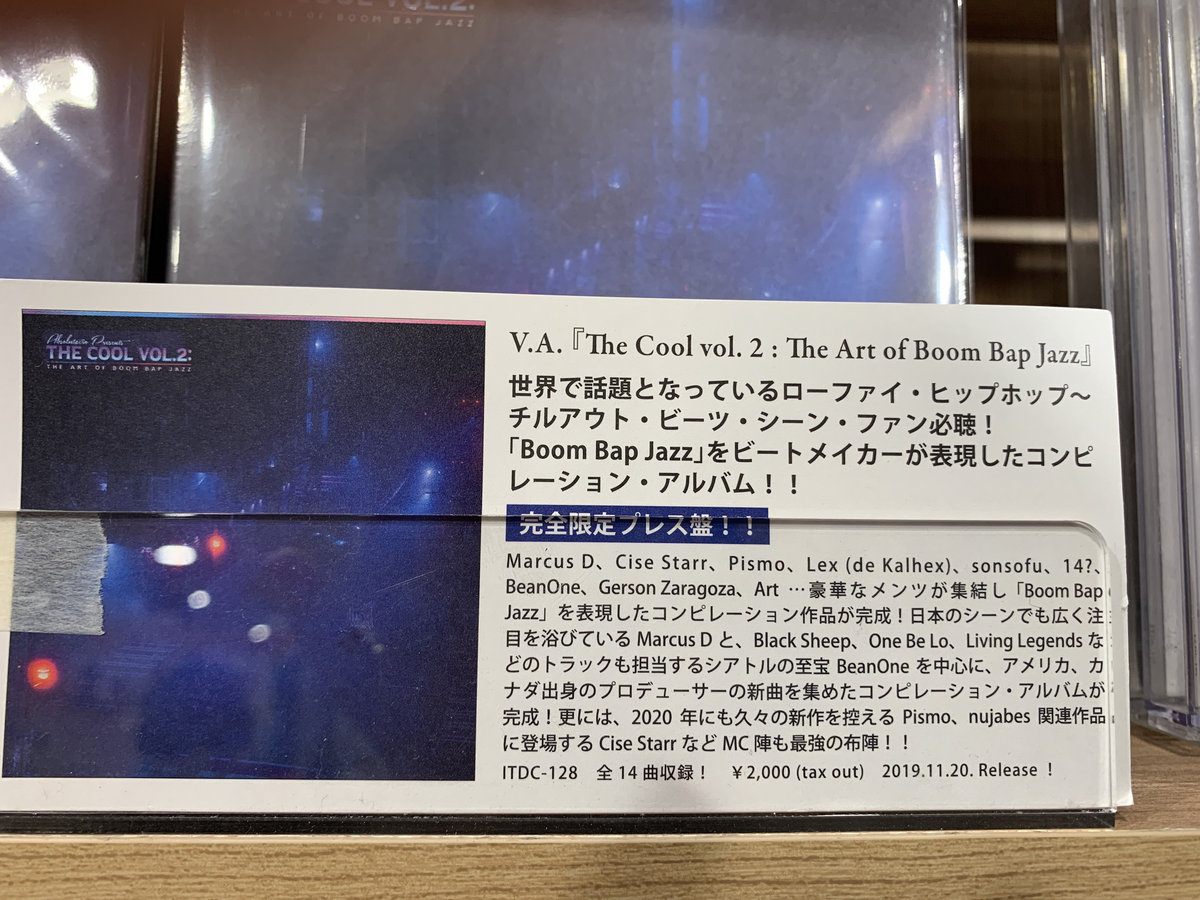 THE ART OF BOOM BAP JAZZ
Absolute.io Presents
THE COOL VOL.2:
THE ART OF BOOM BAP JAZZ
V.A.『The Cool vol. 2 : The Art of Boom Bap Jazz』
世界で話題となっているローファイ・ヒップホップ～
チルアウト・ビーツ・シーン・ファン必聴！
「Boom Bap Jazz」をビートメイカーが表現したコンピ
レーション・アルバム！！
完全限定プレス盤！！
Marcus D、Cise Starr、Pismo、Lex (de Kalhex)、sonsofu、14?、
BeanOne、Gerson Zaragoza、Art …豪華なメンツが集結し「Boom Bap
Jazz」を表現したコンピレーション作品が完成！日本のシーンでも広く注
目を浴びている Marcus D と、Black Sheep、One Be Lo、Living Legends な
どのトラックも担当するシアトルの至宝 BeanOne を中心に、アメリカ、カ
ナダ出身のプロデューサーの新曲を集めたコンピレーション・アルバムが
完成！更には、2020 年にも久々の新作を控える Pismo、nujabes 関連作品
に登場する Cise Starr など MC 陣も最強の布陣！！
ITDC-128 全 14 曲収録！ ￥2,000 (tax out) 2019.11.20. Release ！